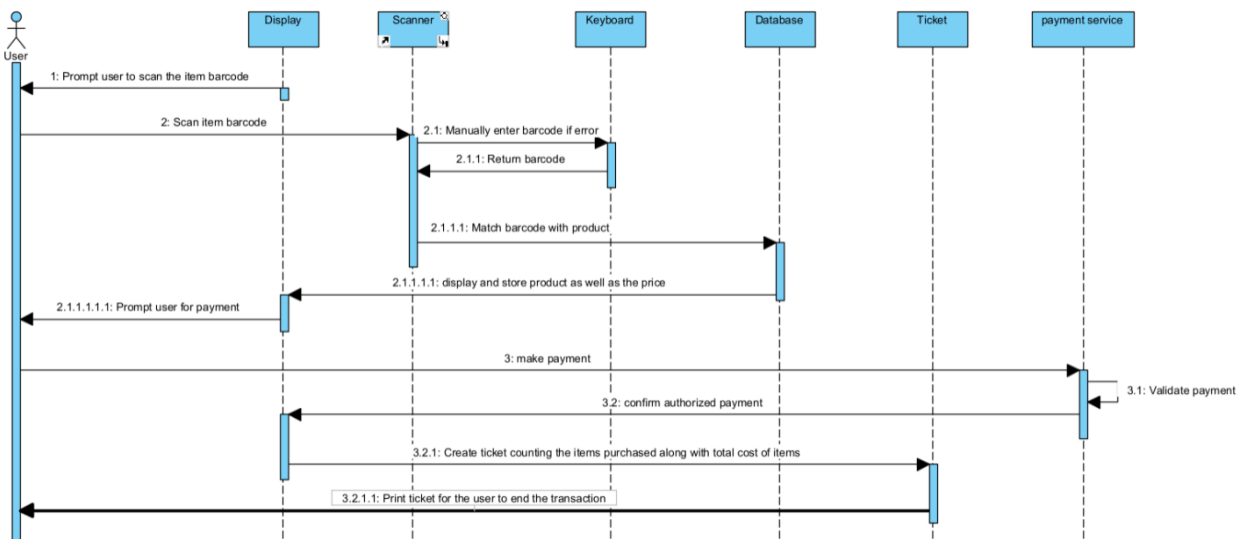 Display
Scanner
Keyboard
Database
Ticket
payment service
User
1: Prompt user to scan the item barcode
2: Scan item barcode
2.1: Manually enter barcode if error
2.1.1: Return barcode
2.1.1.1: Match barcode with product
2.1.1.1.1: display and store product as well as the price
2.1.1.1.1.1: Prompt user for payment
3: make payment
3.1: Validate payment
3.2: confirm authorized payment
3.2.1: Create ticket counting the items purchased along with total cost of items
3.2.1.1: Print ticket for the user to end the transaction